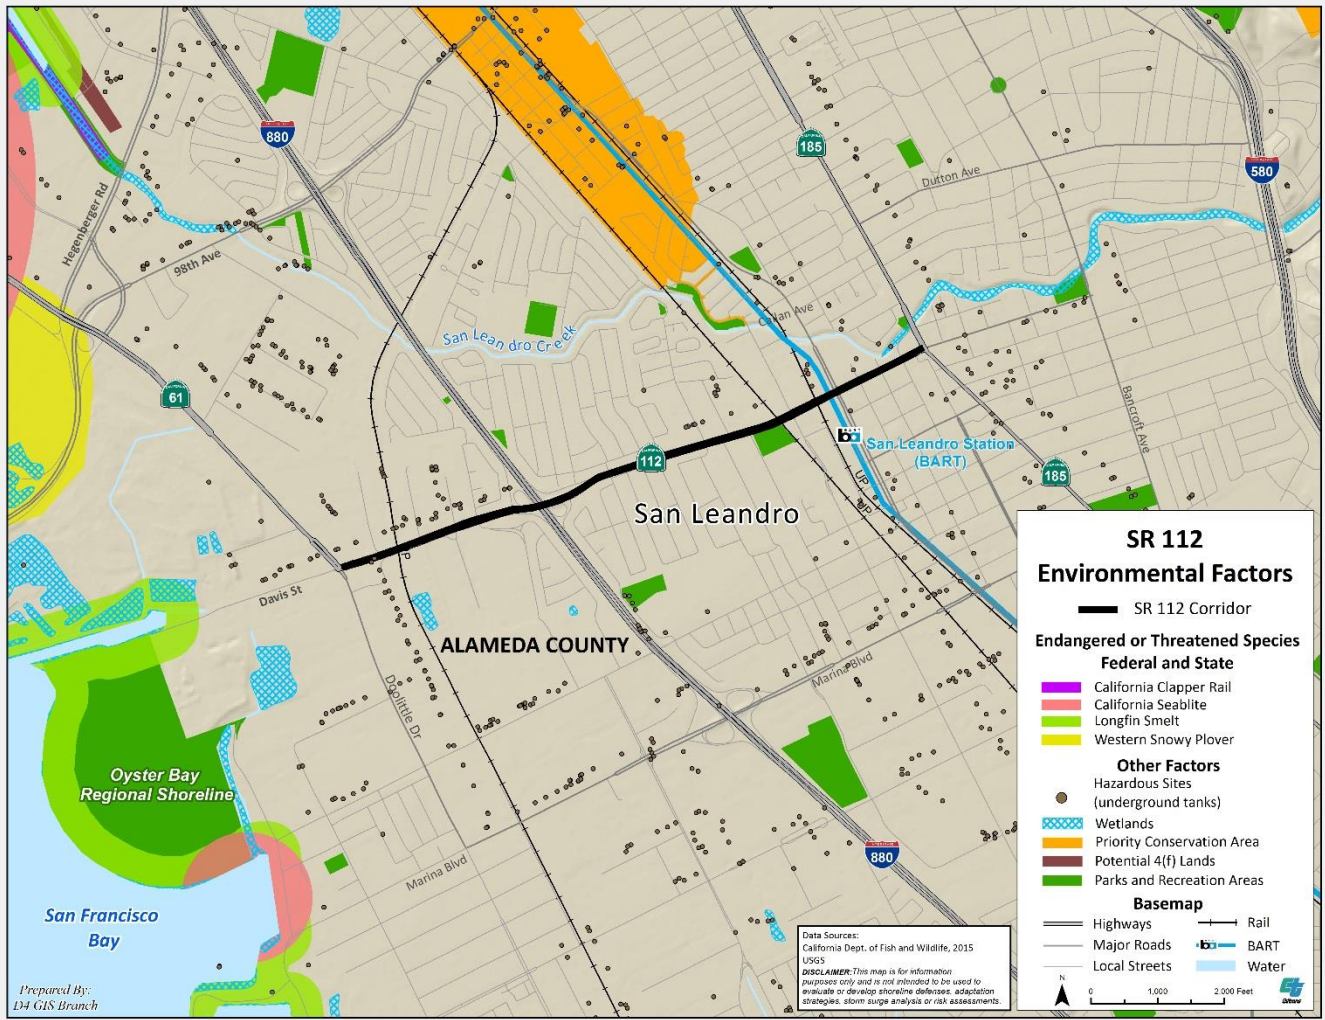 880
185
580
Dutton Ave
Hegenberger Rd
98th Ave
San Leandro Creek
Callan Ave
61
Bancroft Ave
112
San Leandro Station
(BART)
185
UP
UP
San Leandro
UP
Davis St
ALAMEDA COUNTY
Doolittle Dr
Marina Blvd
Oyster Bay
Regional Shoreline
Marina Blvd
880
San Francisco
Bay
Prepared By:
D4 GIS Branch
Data Sources:
California Dept. of Fish and Wildlife, 2015
USGS
DISCLAIMER: This map is for information
purposes only and is not intended to be used to
evaluate or develop shoreline defenses, adaptation
strategies, storm surge analysis or risk assessments.
SR 112
Environmental Factors
SR 112 Corridor
Endangered or Threatened Species
Federal and State
California Clapper Rail
California Seablite
Longfin Smelt
Western Snowy Plover
Other Factors
Hazardous Sites
(underground tanks)
Wetlands
Priority Conservation Area
Potential 4(f) Lands
Parks and Recreation Areas
Basemap
Highways
Rail
Major Roads
BART
Local Streets
Water
N
0 1,000 2,000 Feet